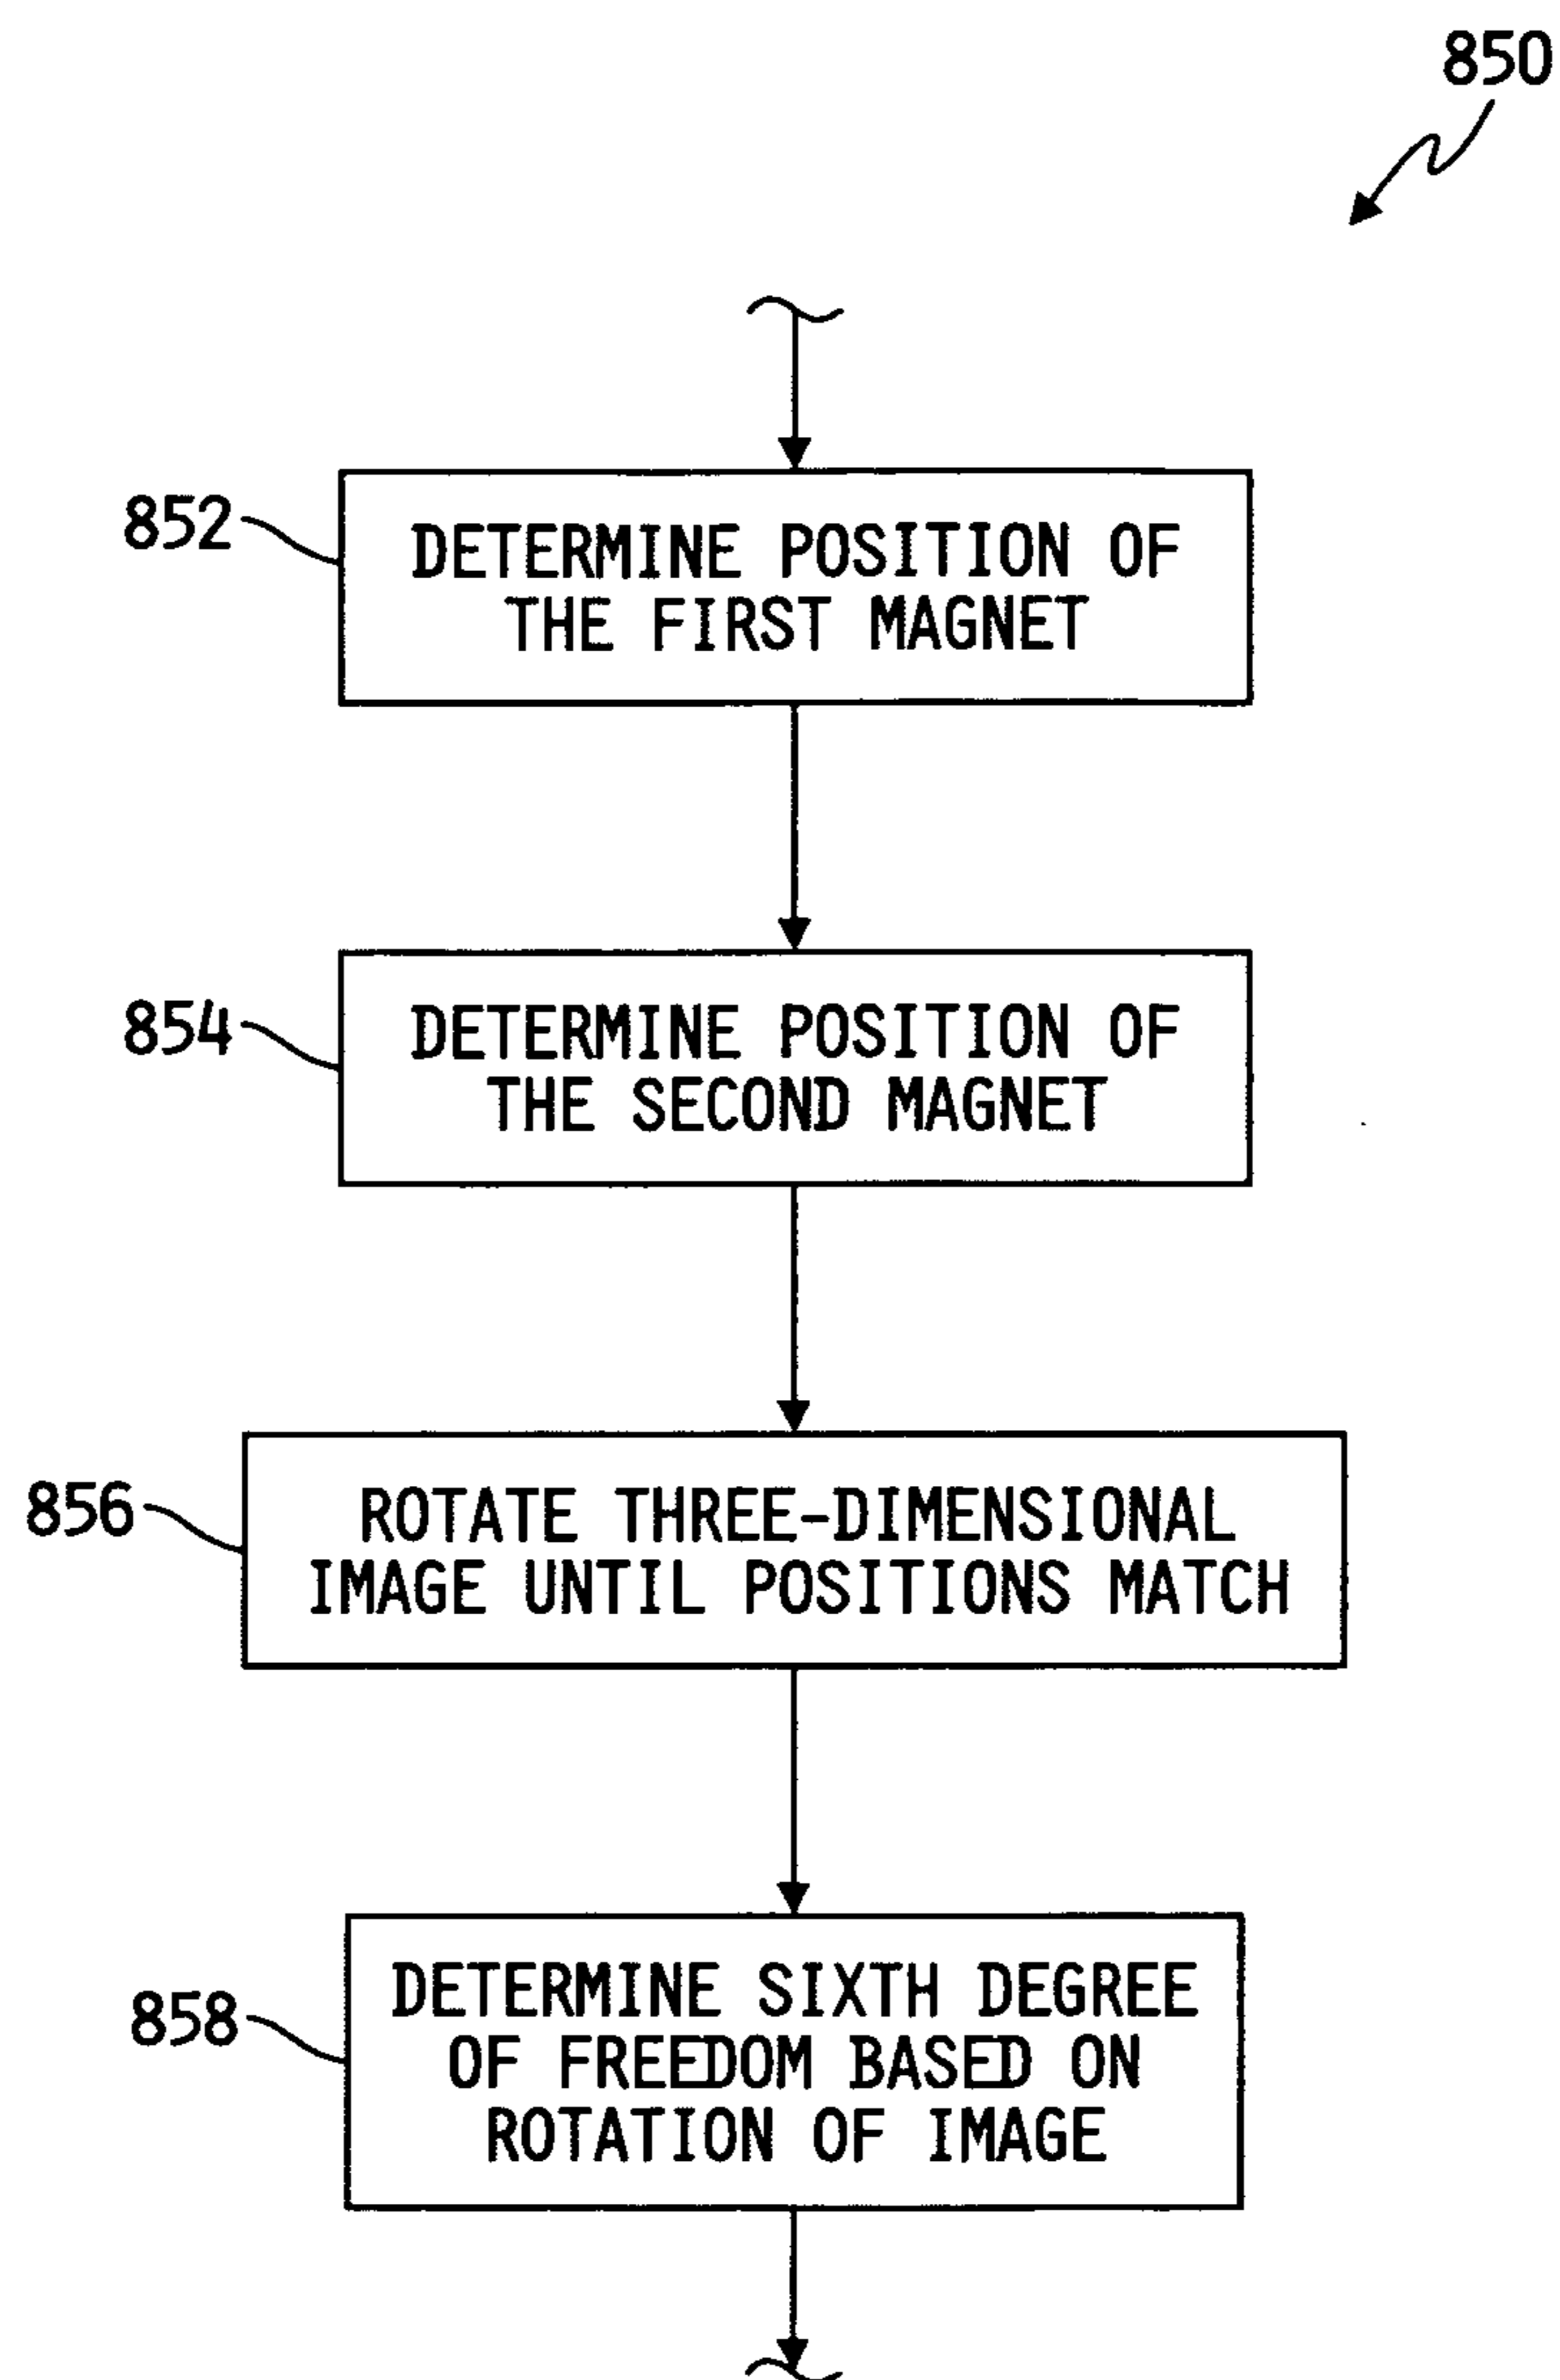 850
852
DETERMINE POSITION OF
THE FIRST MAGNET
854
DETERMINE POSITION OF
THE SECOND MAGNET
856
ROTATE THREE-DIMENSIONAL
IMAGE UNTIL POSITIONS MATCH
858
DETERMINE SIXTH DEGREE
OF FREEDOM BASED ON
ROTATION OF IMAGE